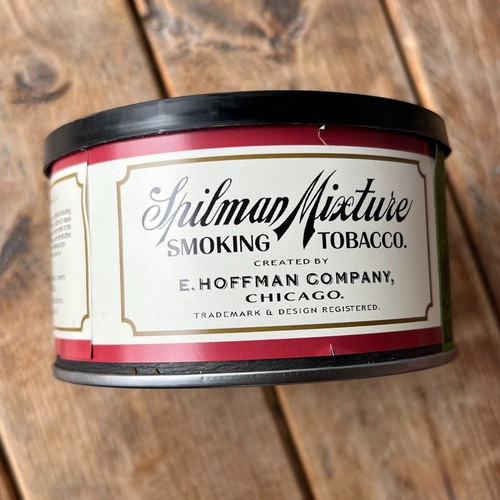 Spilman Mixture
SMOKING TOBACCO.
CREATED BY
E. HOFFMAN COMPANY,
CHICAGO.
TRADEMARK & DESIGN REGISTERED.